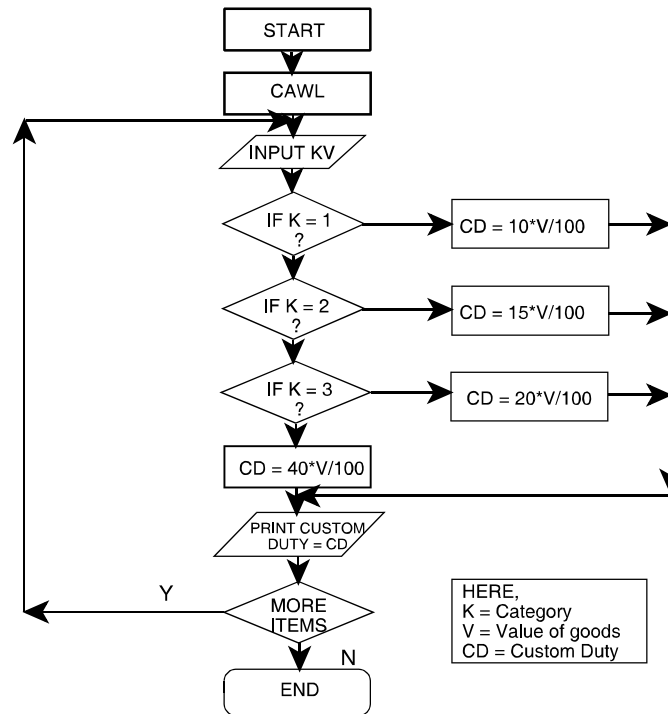 START
CAWL
INPUT KV
IF K = 1
?
CD = 10*V/100
IF K = 2
?
CD = 15*V/100
IF K = 3
?
CD = 20*V/100
CD = 40*V/100
PRINT CUSTOM
DUTY = CD
Y
MORE
ITEMS
N
END
HERE,
K = Category
V = Value of goods
CD = Custom Duty